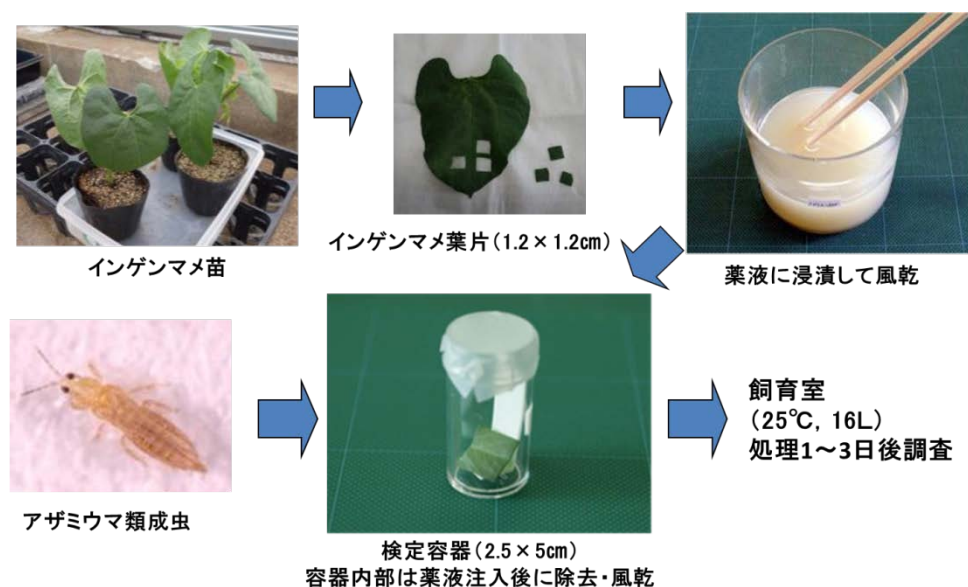 インゲンマメ苗
インゲンマメ葉片(1.2×1.2㎝)
薬液に浸漬して風乾
アザミウマ類成虫
検定容器(2.5×5㎝)
容器内部は薬液注入後に除去・風乾
飼育室
(25℃, 16L)
処理1～3日後調査